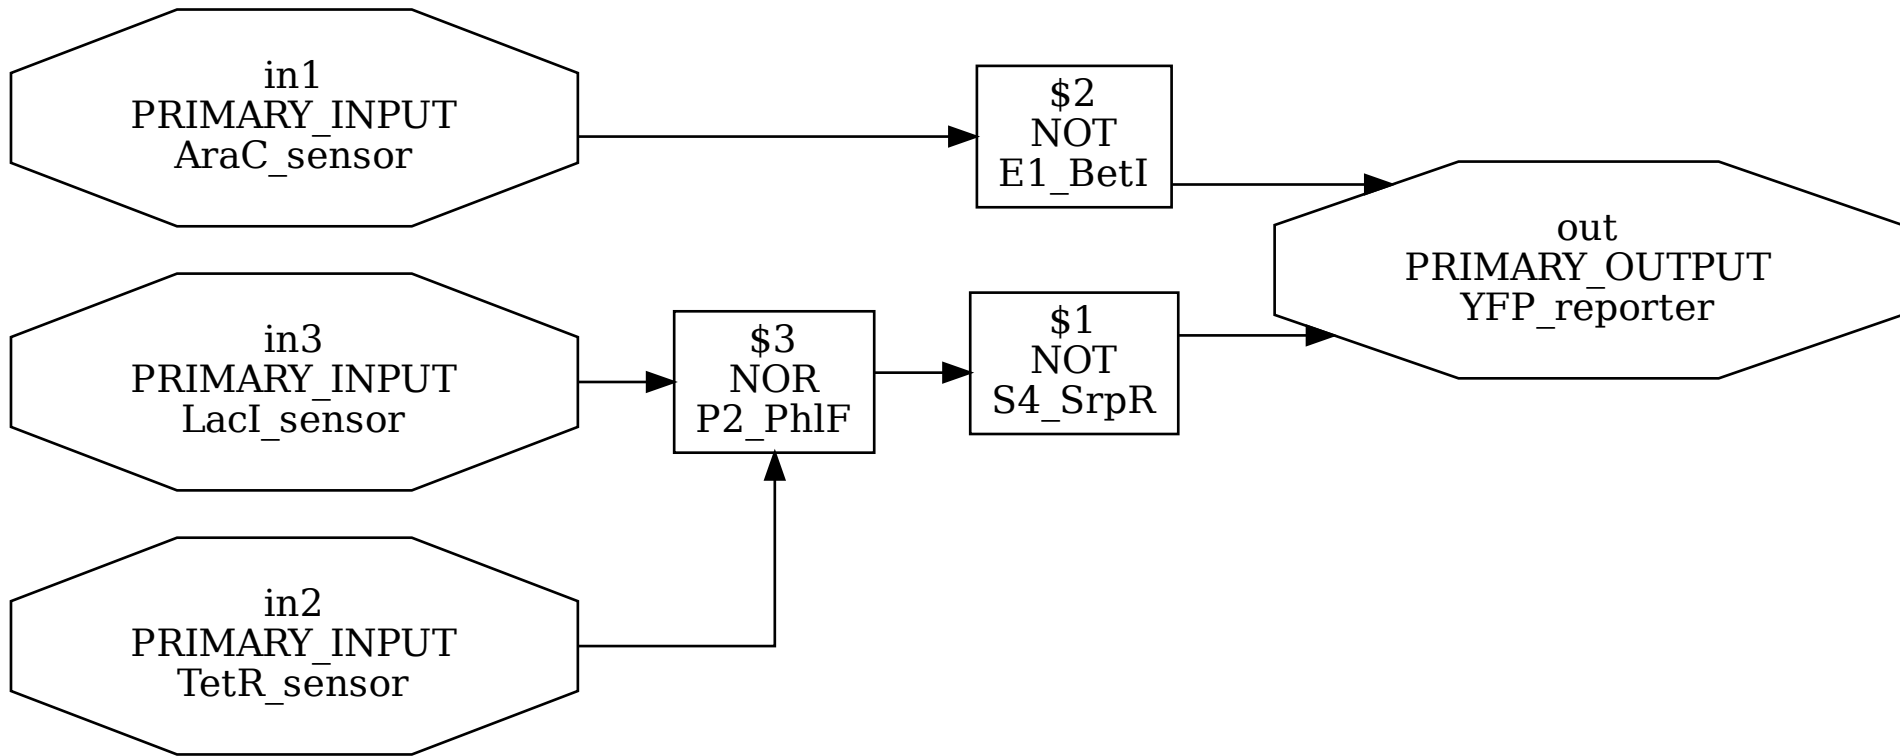 in1
PRIMARY_INPUT
AraC_sensor
$2
NOT
E1_BetI
out
PRIMARY_OUTPUT
YFP_reporter
in3
PRIMARY_INPUT
LacI_sensor
$3
NOR
P2_PhlF
$1
NOT
S4_SrpR
in2
PRIMARY_INPUT
TetR_sensor